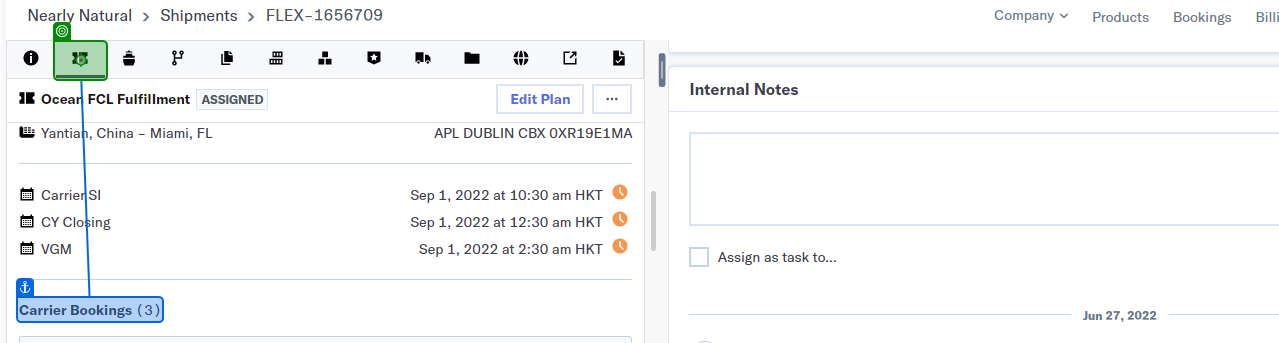 Nearly Natural > Shipments > FLEX-1656709
Company Products Bookings Billi
Ocean FCL Fulfillment ASSIGNED Edit Plan ...
Yantian, China – Miami, FL APL DUBLIN CBX 0XR19E1MA
Carrier SI Sep 1, 2022 at 10:30 am HKT
CY Closing Sep 1, 2022 at 12:30 am HKT
VGM Sep 1, 2022 at 2:30 am HKT
Carrier Bookings (3)
Internal Notes
Assign as task to...
Jun 27, 2022